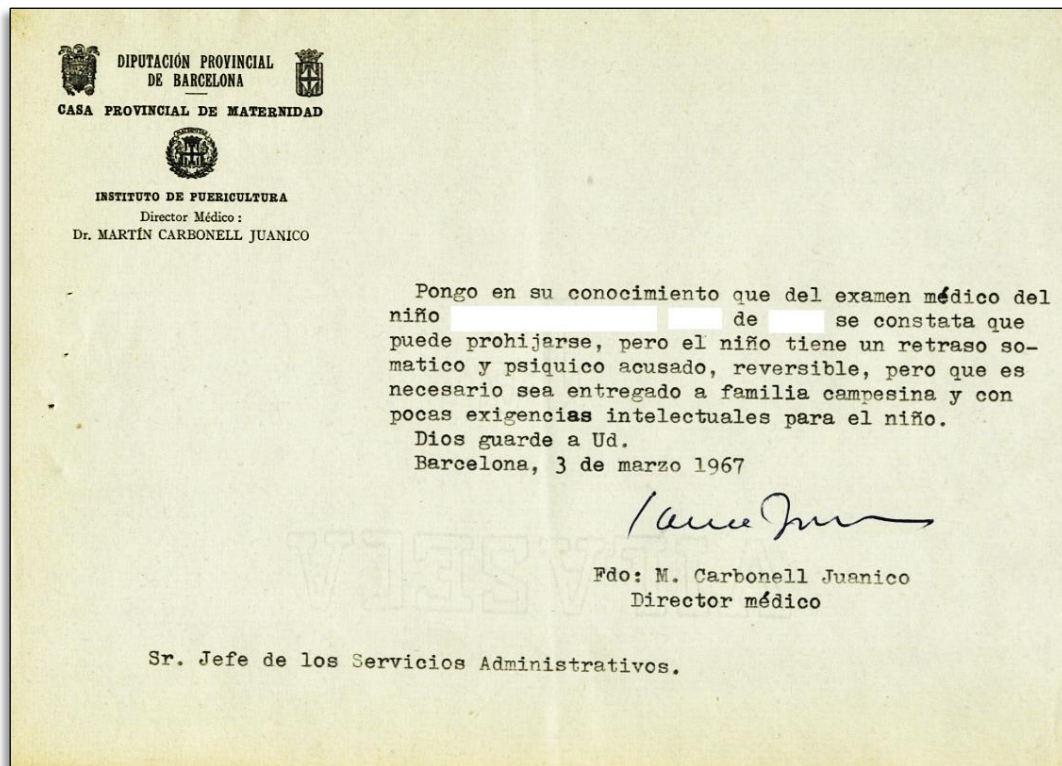 DIPUTACIÓN PROVINCIAL
DE BARCELONA
CASA PROVINCIAL DE MATERNIDAD
INSTITUTO DE PUERICULTURA
Director Médico :
Dr. MARTÍN CARBONELL JUANICO
Pongo en su conocimiento que del examen médico del
niño de se constata que
puede prohijarse, pero el niño tiene un retraso so-
matico y psiquico acusado, reversible, pero que es
necesario sea entregado a familia campesina y con
pocas exigencias intelectuales para el niño.
Dios guarde a Ud.
Barcelona, 3 de marzo 1967
Fdo: M. Carbonell Juanico
Director médico
Sr. Jefe de los Servicios Administrativos.